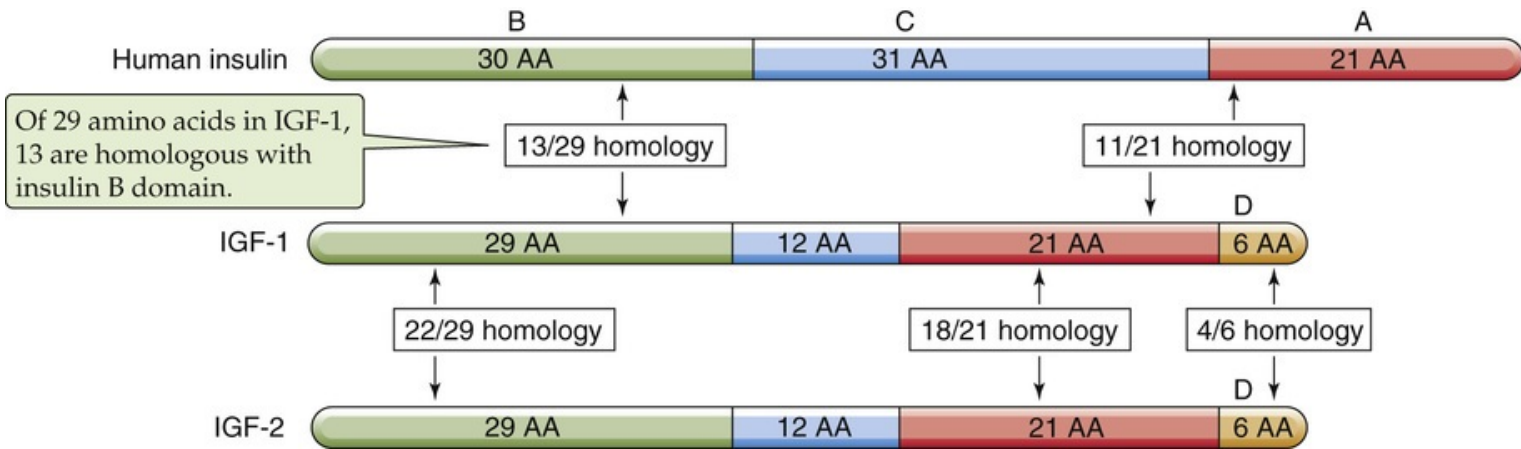 B C A
Human insulin 30 AA 31 AA 21 AA
Of 29 amino acids in IGF-1,
13 are homologous with
insulin B domain.
13/29 homology 11/21 homology
D
IGF-1 29 AA 12 AA 21 AA 6 AA
22/29 homology 18/21 homology 4/6 homology
D
IGF-2 29 AA 12 AA 21 AA 6 AA